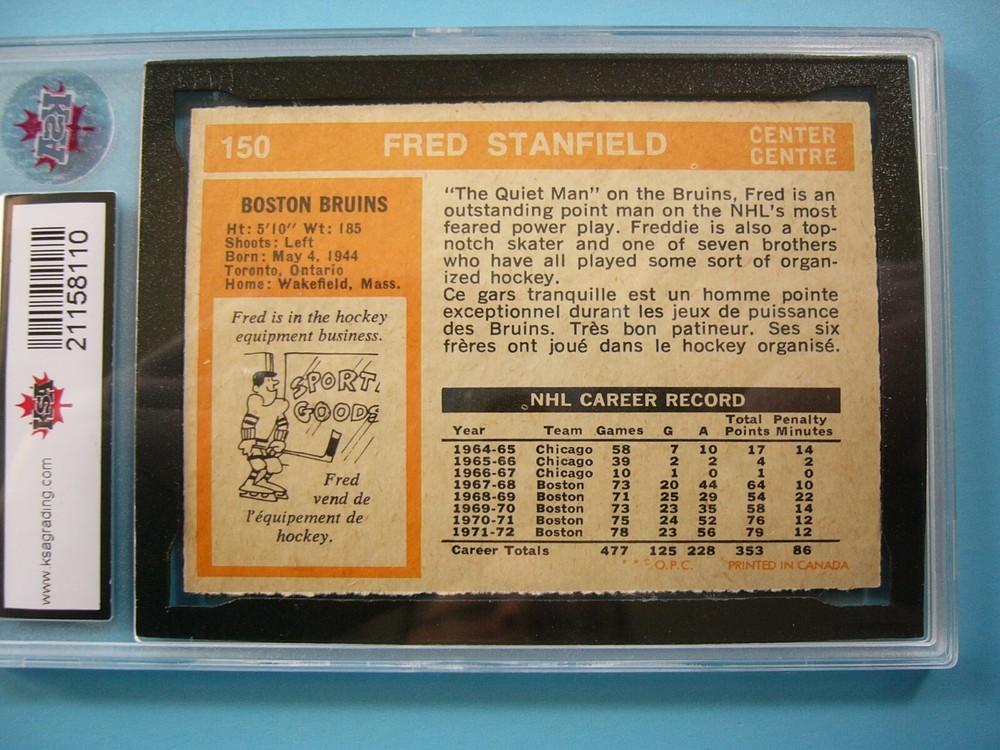 KSA
21158110
KSA
www.ksagrading.com
150 FRED STANFIELD CENTER
CENTRE
BOSTON BRUINS
Ht: 5'10" Wt: 185
Shoots: Left
Born: May 4, 1944
Toronto, Ontario
Home: Wakefield, Mass.
Fred is in the hockey
equipment business.
SPORT
GOODS
Fred
vend de
l'équipement de
hockey.
"The Quiet Man" on the Bruins, Fred is an
outstanding point man on the NHL's most
feared power play. Freddie is also a top-
notch skater and one of seven brothers
who have all played some sort of organ-
ized hockey.
Ce gars tranquille est un homme pointe
exceptionnel durant les jeux de puissance
des Bruins. Très bon patineur. Ses six
frères ont joué dans le hockey organisé.
NHL CAREER RECORD
Year Team Games G A Total Points Penalty Minutes
1964-65 Chicago 58 7 10 17 14
1965-66 Chicago 39 2 2 4 2
1966-67 Chicago 10 1 0 1 0
1967-68 Boston 73 20 44 64 10
1968-69 Boston 71 25 29 54 22
1969-70 Boston 73 23 35 58 14
1970-71 Boston 75 24 52 76 12
1971-72 Boston 78 23 56 79 12
Career Totals 477 125 228 353 86
* * © O.P.C. PRINTED IN CANADA